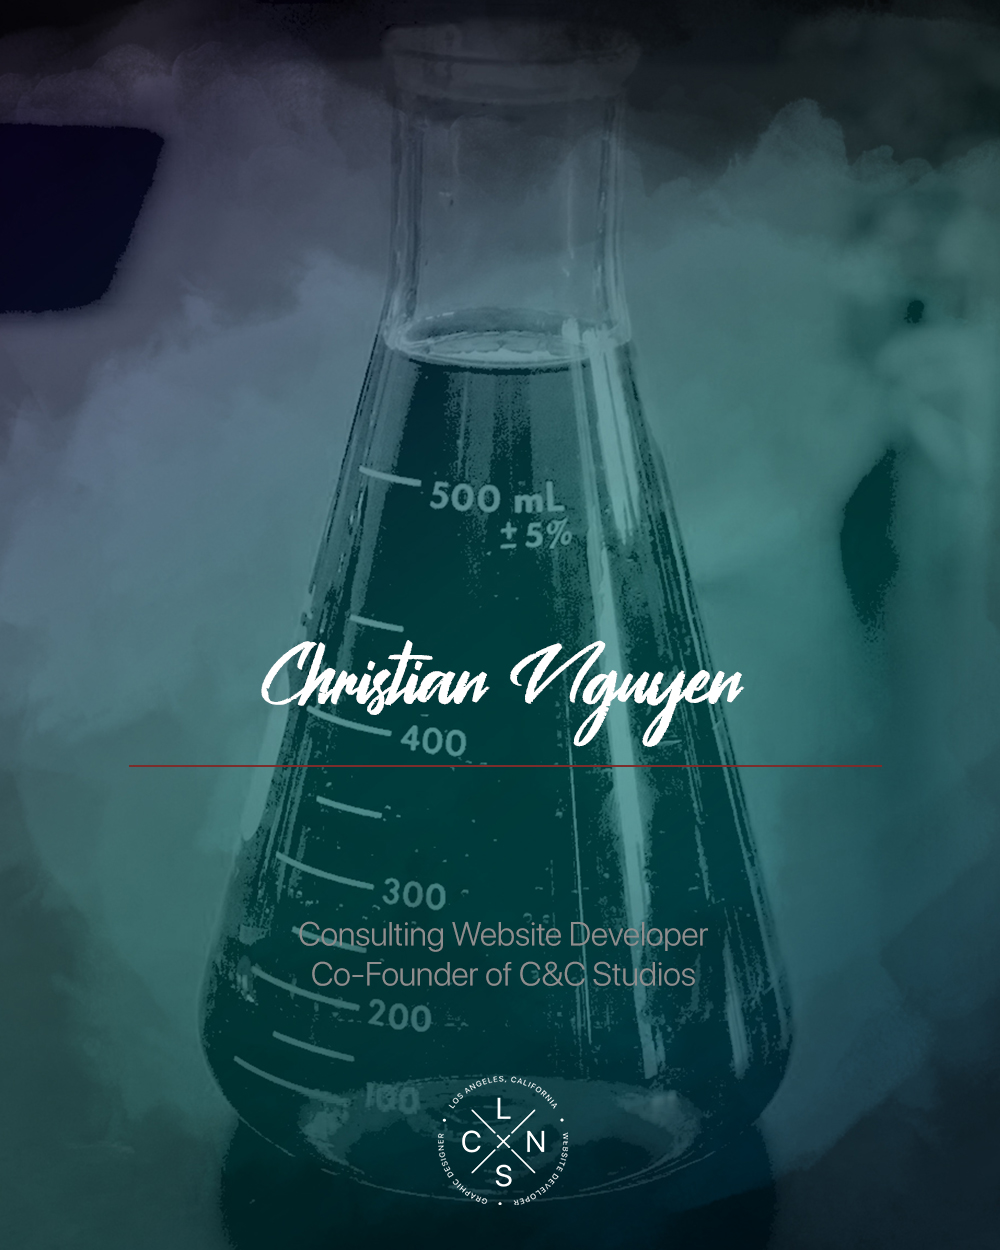 500 mL
± 5%
Christian Nguyen
400
300
Consulting Website Developer
Co-Founder of C&C Studios
200
100
LOS ANGELES, CALIFORNIA
L
C N
S
GRAPHIC DESIGNER
WEBSITE DEVELOPER